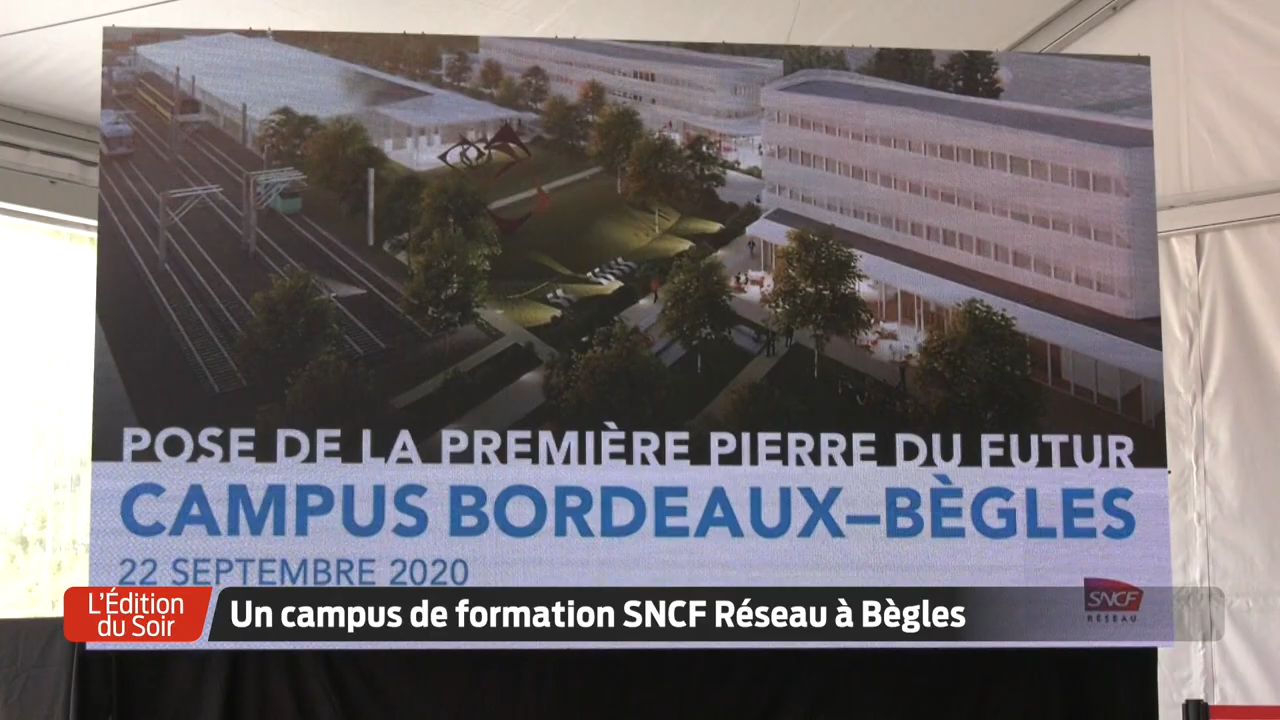 POSE DE LA PREMIÈRE PIERRE DU FUTUR
CAMPUS BORDEAUX–BÈGLES
22 SEPTEMBRE 2020
SNCF
RÉSEAU
L'Édition
du Soir
Un campus de formation SNCF Réseau à Bègles